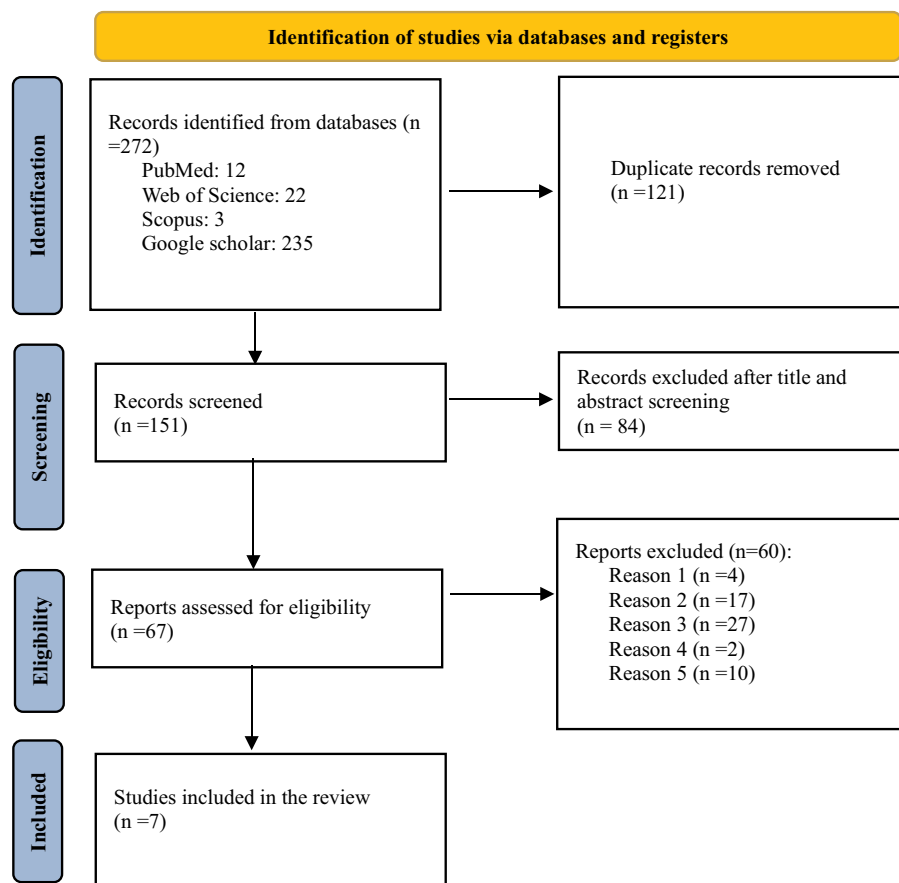 Identification of studies via databases and registers
Identification
Records identified from databases (n
=272)
PubMed: 12
Web of Science: 22
Scopus: 3
Google scholar: 235
Duplicate records removed
(n =121)
Screening
Records screened
(n =151)
Records excluded after title and
abstract screening
(n = 84)
Eligibility
Reports assessed for eligibility
(n =67)
Reports excluded (n=60):
Reason 1 (n =4)
Reason 2 (n =17)
Reason 3 (n =27)
Reason 4 (n =2)
Reason 5 (n =10)
Included
Studies included in the review
(n =7)